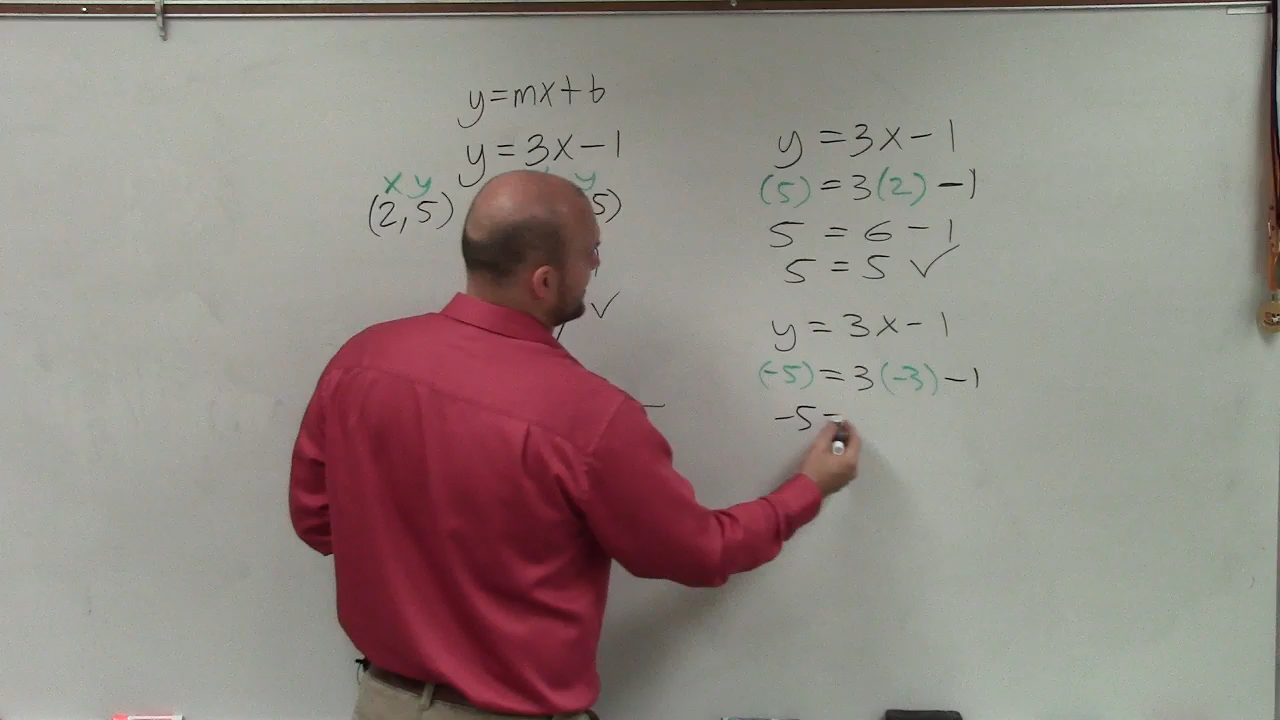 y=mx+b
y=3x-1
x y y
(2,5) 5)
✓
y=3x-1
(5)=3(2)-1
5=6-1
5=5 ✓
y=3x-1
(-5)=3(-3)-1
-5=